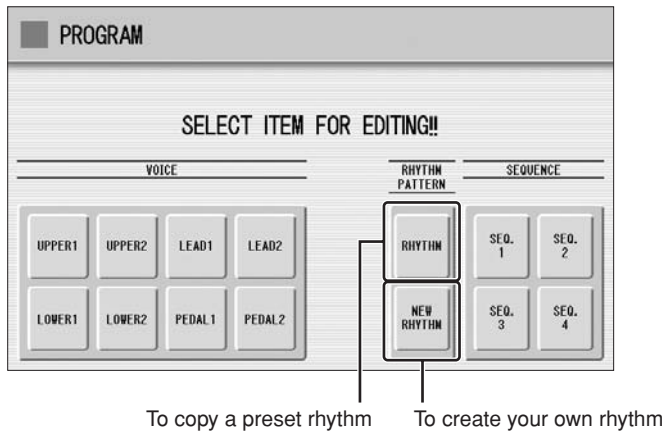 PROGRAM
SELECT ITEM FOR EDITING!!
VOICE
RHYTHM
PATTERN
SEQUENCE
UPPER1 UPPER2 LEAD1 LEAD2 RHYTHM SEQ. 1 SEQ. 2
LOWER1 LOWER2 PEDAL1 PEDAL2 NEW RHYTHM SEQ. 3 SEQ. 4
To copy a preset rhythm To create your own rhythm